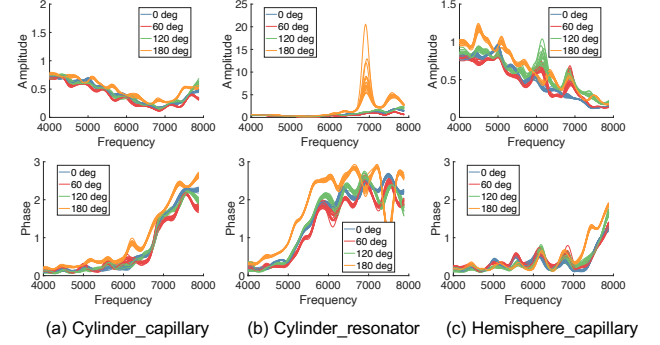 2
1.5
1
0.5
0
Amplitude
0 deg
60 deg
120 deg
180 deg
4000 5000 6000 7000 8000
Frequency
25
20
15
10
5
0
Amplitude
0 deg
60 deg
120 deg
180 deg
4000 5000 6000 7000 8000
Frequency
1.5
1
0.5
0
Amplitude
0 deg
60 deg
120 deg
180 deg
4000 5000 6000 7000 8000
Frequency
3
2
1
0
Phase
0 deg
60 deg
120 deg
180 deg
4000 5000 6000 7000 8000
Frequency
3
2
1
0
Phase
0 deg
60 deg
120 deg
180 deg
4000 5000 6000 7000 8000
Frequency
3
2
1
0
Phase
0 deg
60 deg
120 deg
180 deg
4000 5000 6000 7000 8000
Frequency
(a) Cylinder_capillary
(b) Cylinder_resonator
(c) Hemisphere_capillary